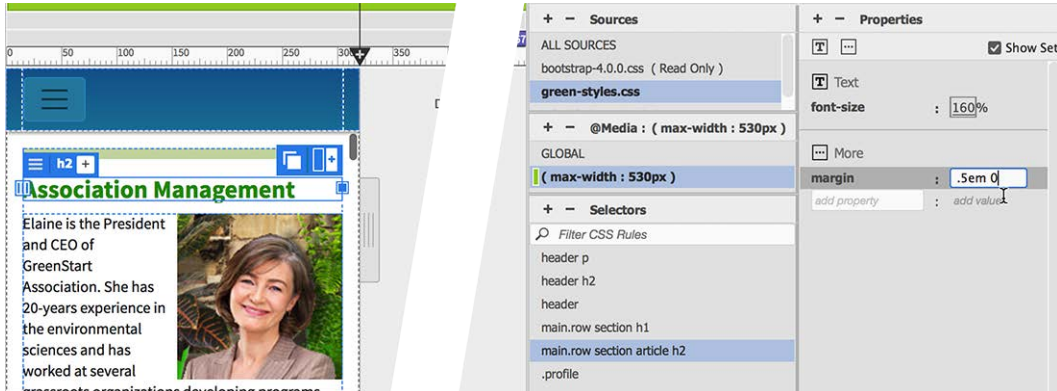 0 50 100 150 200 250 300 350
h2 +
Association Management
Elaine is the President
and CEO of
GreenStart
Association. She has
20-years experience in
the environmental
sciences and has
worked at several
grassroots organizations developing programs
+ − Sources
ALL SOURCES
bootstrap-4.0.0.css ( Read Only )
green-styles.css
+ − @Media : ( max-width : 530px )
GLOBAL
( max-width : 530px )
+ − Selectors
Filter CSS Rules
header p
header h2
header
main.row section h1
main.row section article h2
.profile
+ − Properties
T Show Set
T Text
font-size : 160%
More
margin : .5em 0
add property : add value